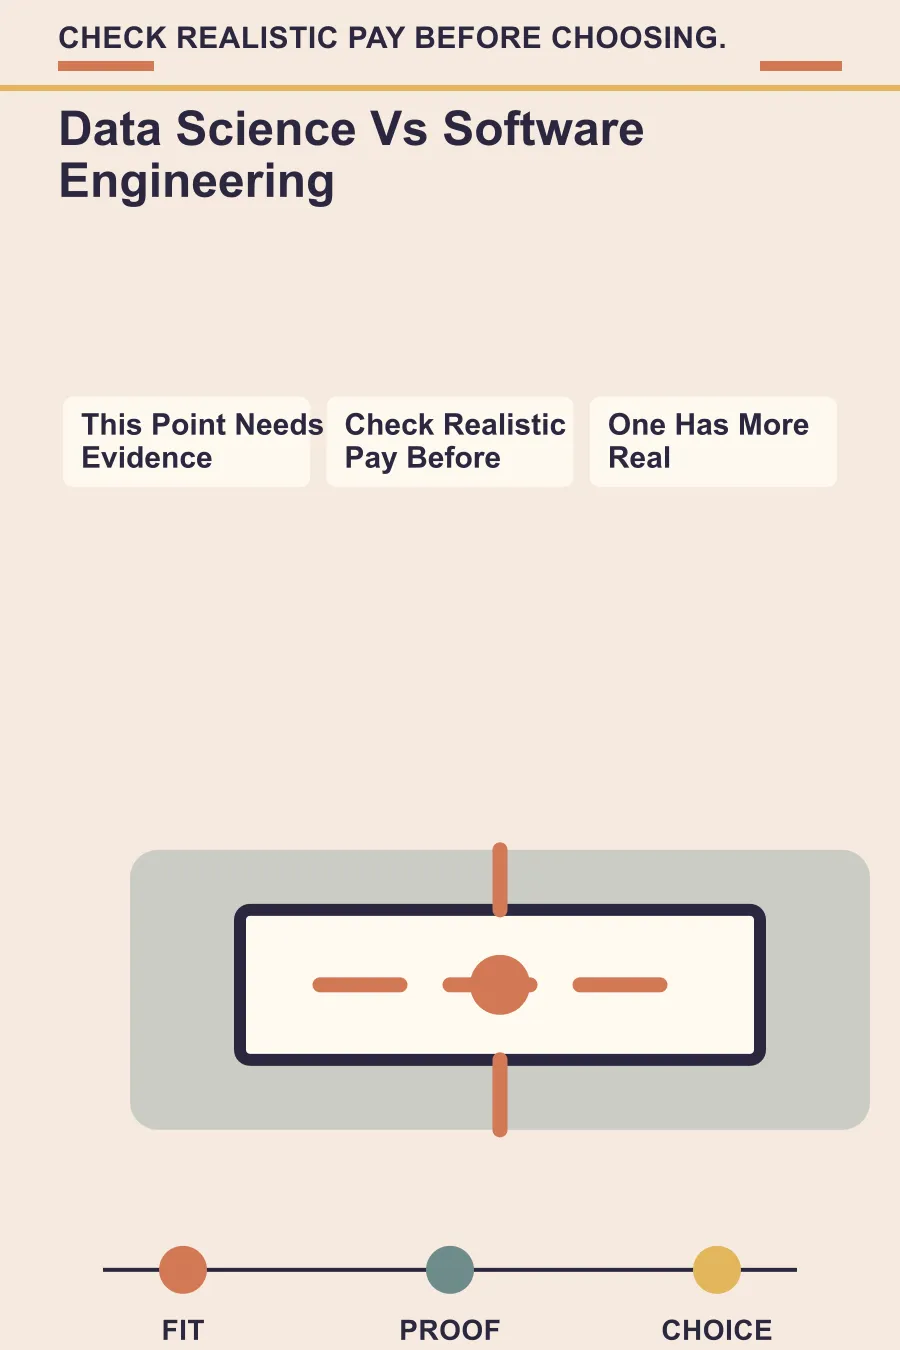 CHECK REALISTIC PAY BEFORE CHOOSING.
Data Science Vs Software
Engineering
This Point Needs
Evidence
Check Realistic
Pay Before
One Has More
Real
FIT
PROOF
CHOICE